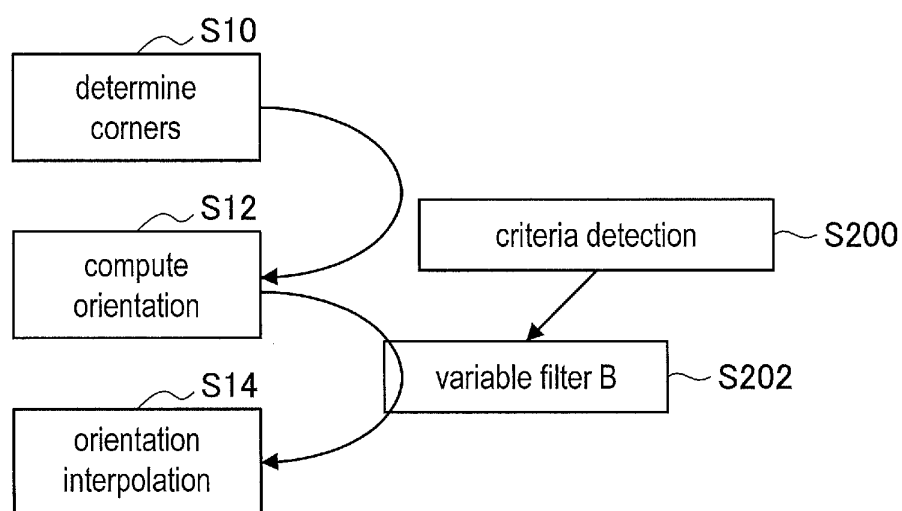 S10
determine
corners
S12
compute
orientation
criteria detection
S200
variable filter B
S202
S14
orientation
interpolation